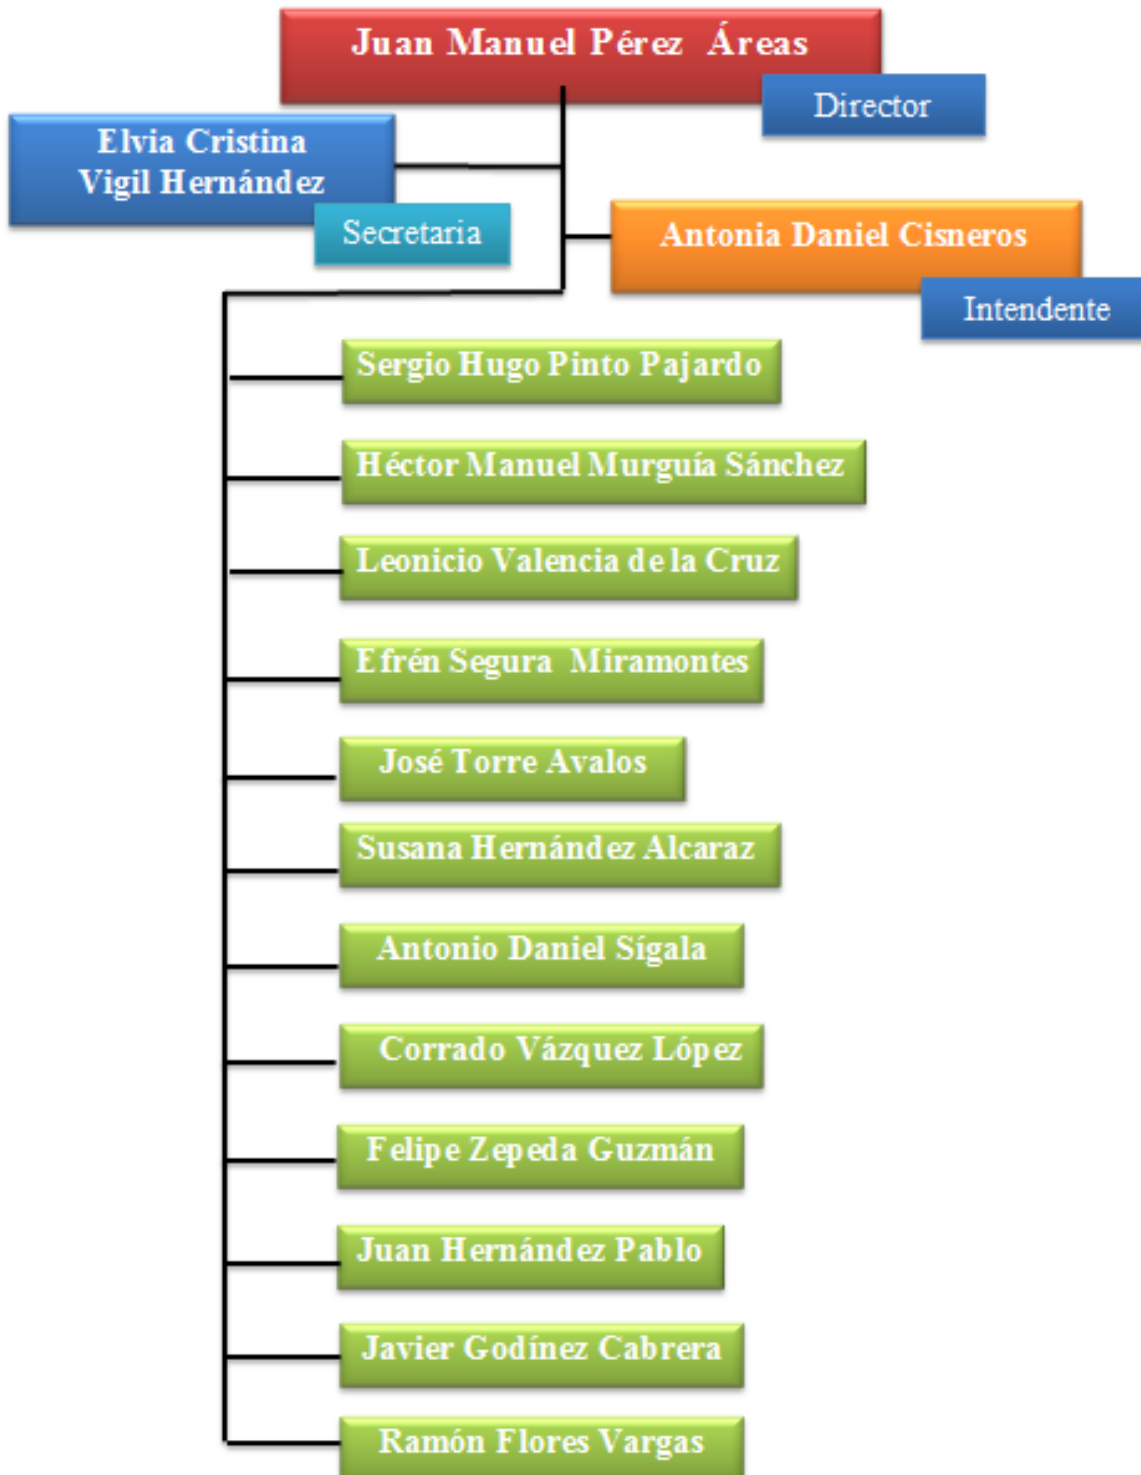 Juan Manuel Pérez Áreas
Director
Elvia Cristina
Vigil Hernández
Secretaria
Antonia Daniel Cisneros
Intendente
Sergio Hugo Pinto Pajardo
Héctor Manuel Murguía Sánchez
Leonicio Valencia de la Cruz
Efrén Segura Miramontes
José Torre Avalos
Susana Hernández Alcaraz
Antonio Daniel Sígala
Corrado Vázquez López
Felipe Zepeda Guzmán
Juan Hernández Pablo
Javier Godínez Cabrera
Ramón Flores Vargas